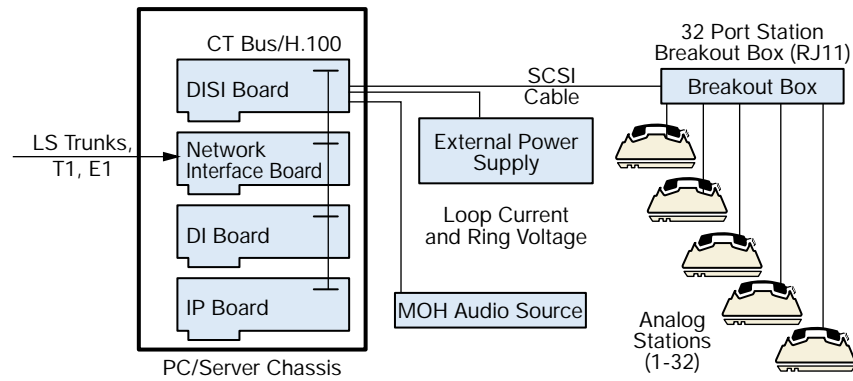 CT Bus/H.100
DISI Board
LS Trunks,
T1, E1
Network
Interface Board
DI Board
IP Board
PC/Server Chassis
SCSI
Cable
External Power
Supply
Loop Current
and Ring Voltage
MOH Audio Source
32 Port Station
Breakout Box (RJ11)
Breakout Box
Analog
Stations
(1-32)